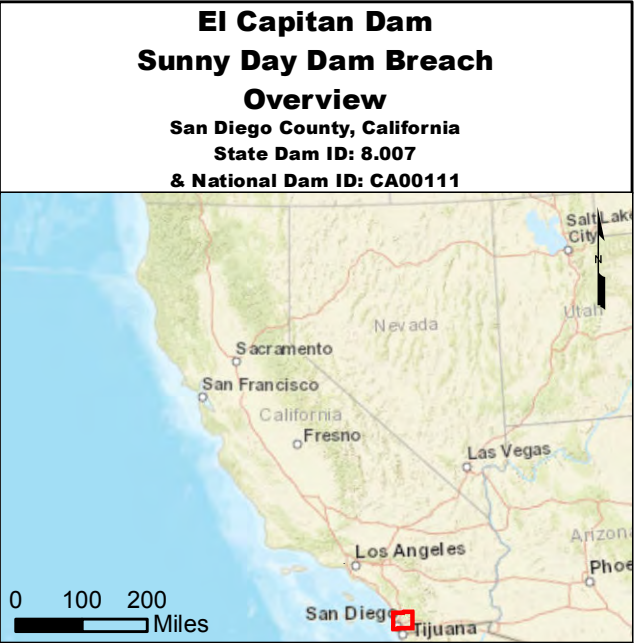 El Capitan Dam
Sunny Day Dam Breach
Overview
San Diego County, California
State Dam ID: 8.007
& National Dam ID: CA00111
Salt Lake
City
N
Utah
Nevada
Sacramento
San Francisco
California
Fresno
Las Vegas
Arizona
Los Angeles
Phoe
0 100 200
Miles
San Diego
Tijuana